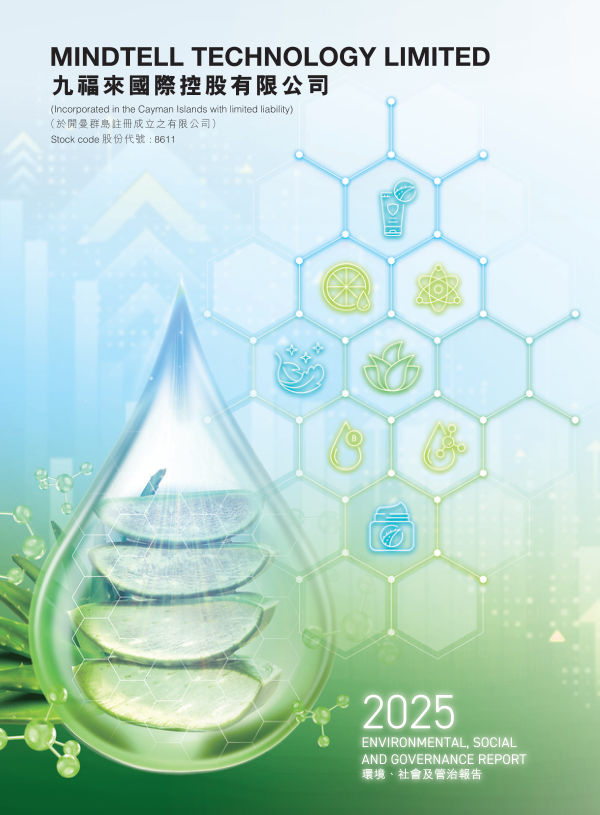 MINDTELL TECHNOLOGY LIMITED
九福來國際控股有限公司
(Incorporated in the Cayman Islands with limited liability)
(於開曼群島註冊成立之有限公司)
Stock code 股份代號 : 8611
B
2025
ENVIRONMENTAL, SOCIAL
AND GOVERNANCE REPORT
環境、社會及管治報告